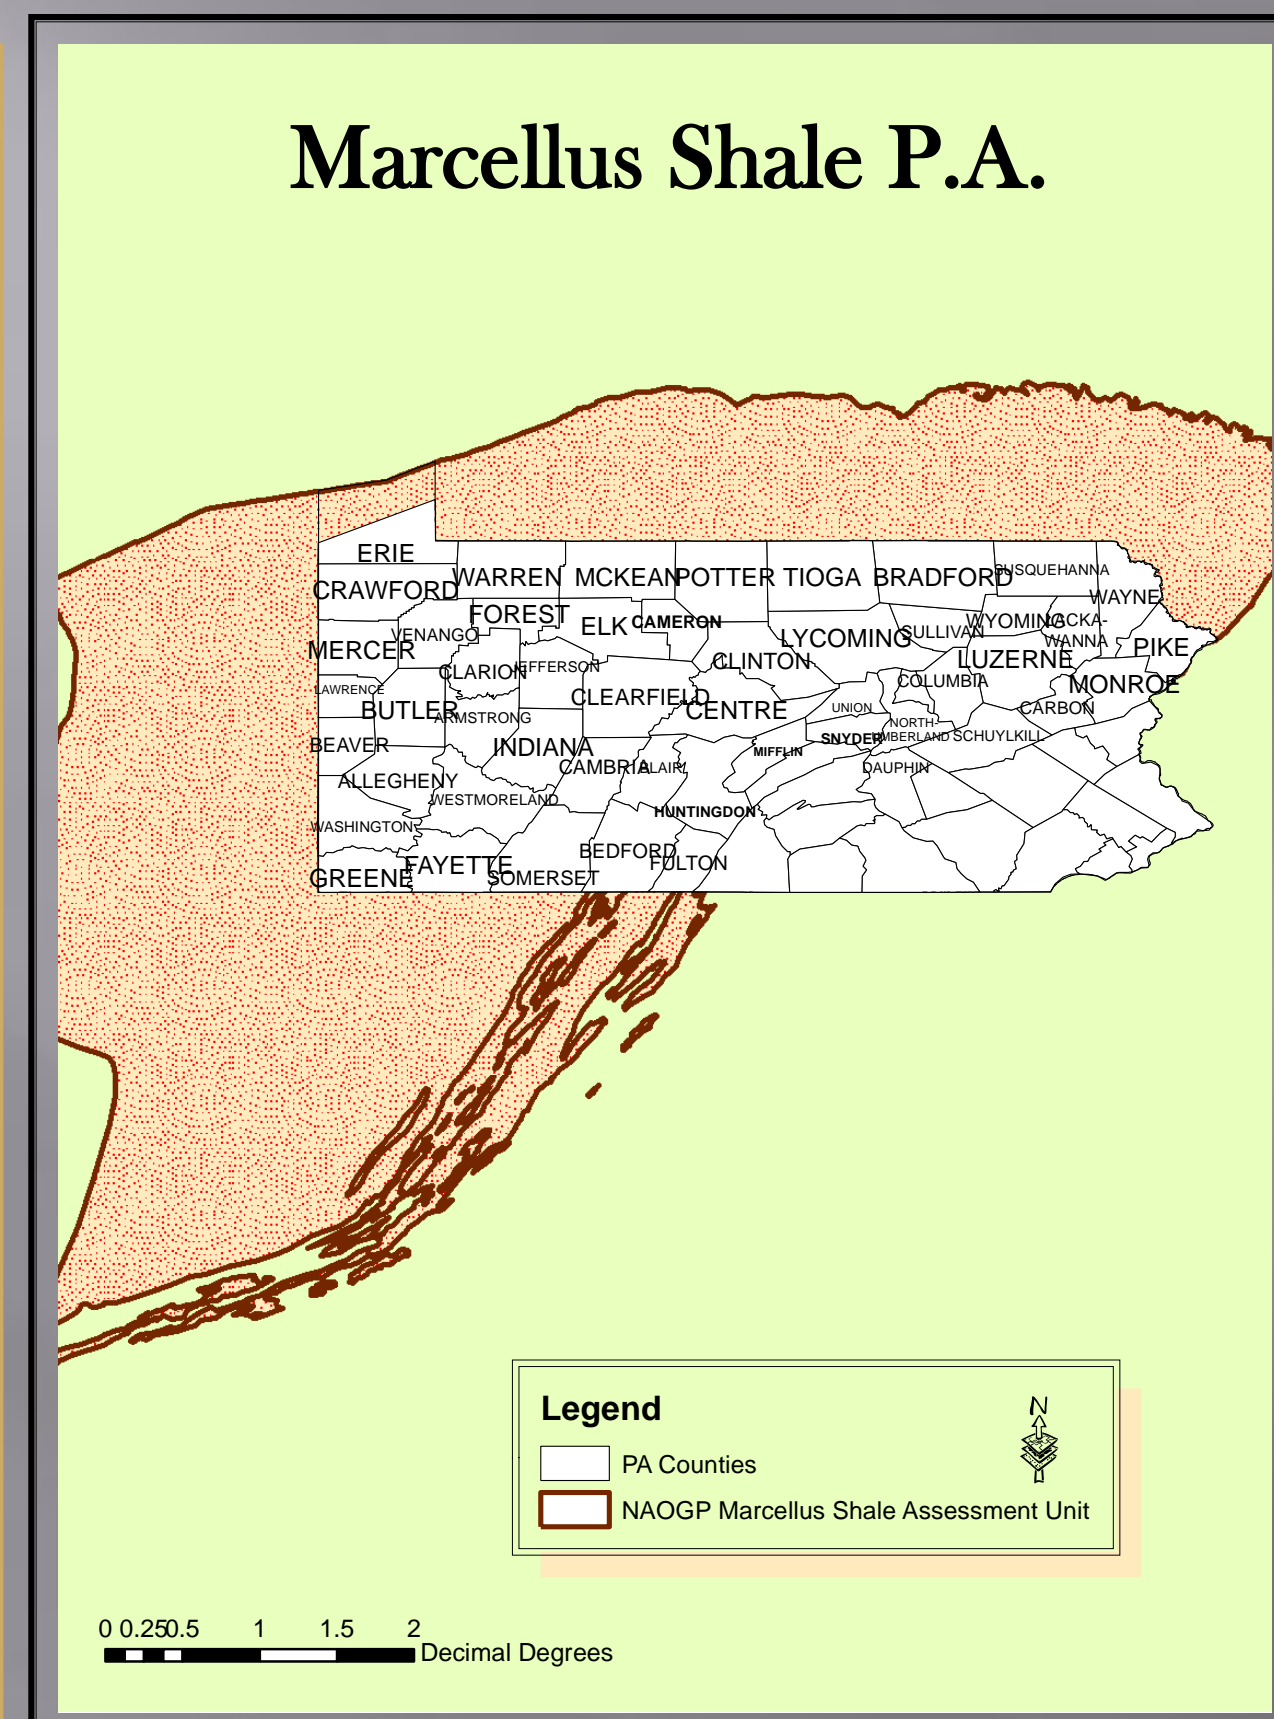 Marcellus Shale P.A.
ERIE
CRAWFORD
WARREN
MCKEAN
POTTER
TIOGA
BRADFORD
SUSQUEHANNA
WAYNE
FOREST
ELK
CAMERON
WYOMING
LACKA-
WANNA
VENANGO
MERCER
LYCOMING
SULLIVAN
PIKE
CLARION
JEFFERSON
CLINTON
LUZERNE
COLUMBIA
MONROE
LAWRENCE
CLEARFIELD
BUTLER
ARMSTRONG
CENTRE
UNION
CARBON
NORTH-
UMBERLAND
SCHUYLKILL
SNYDER
BEAVER
INDIANA
MIFFLIN
CAMBRIA
BLAIR
DAUPHIN
ALLEGHENY
WESTMORELAND
HUNTINGDON
WASHINGTON
BEDFORD
FAYETTE
FULTON
GREENE
SOMERSET
Legend
N
PA Counties
NAOGP Marcellus Shale Assessment Unit
0 0.25 0.5 1 1.5 2
Decimal Degrees